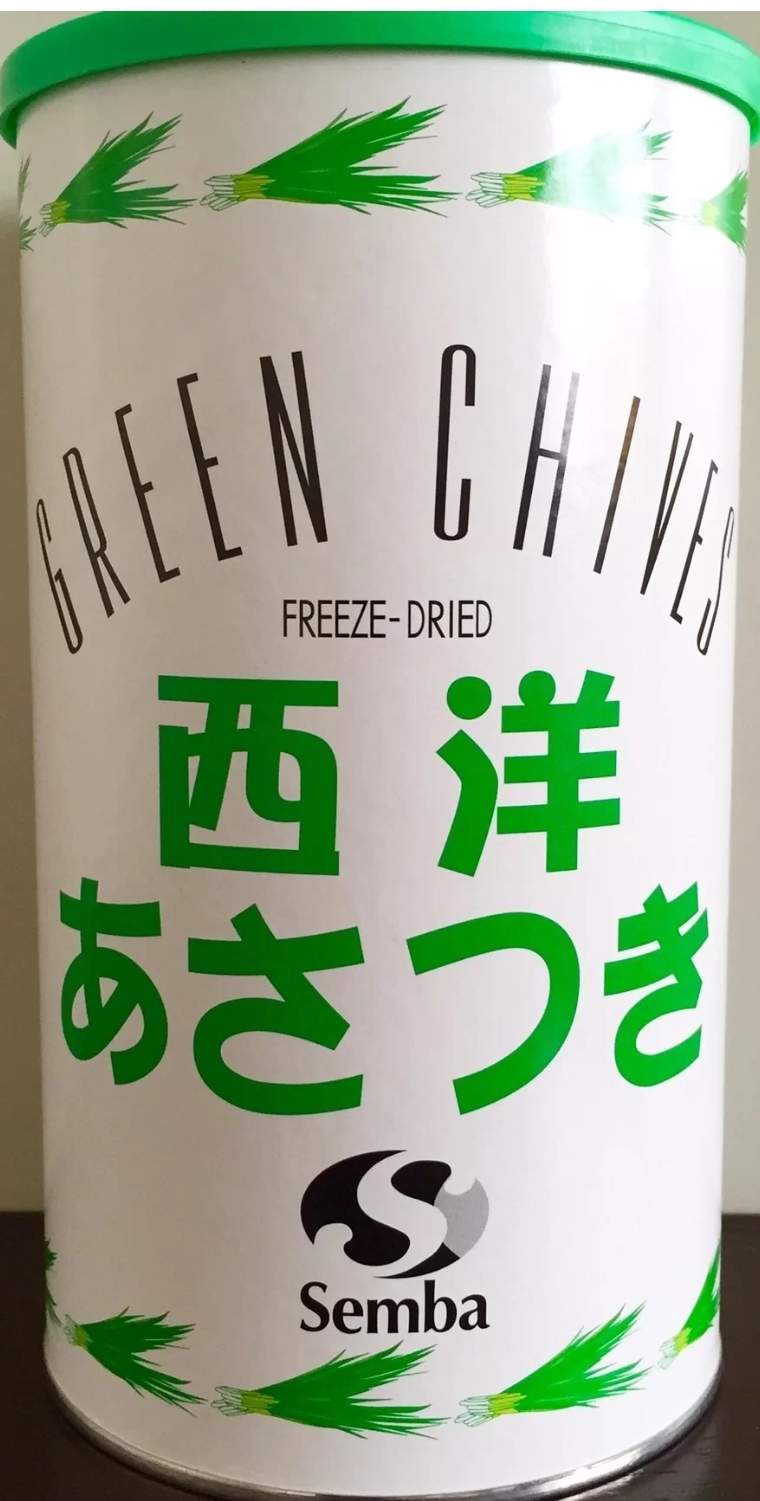 GREEN CHIVES
FREEZE-DRIED
西洋
あさつき
Semba